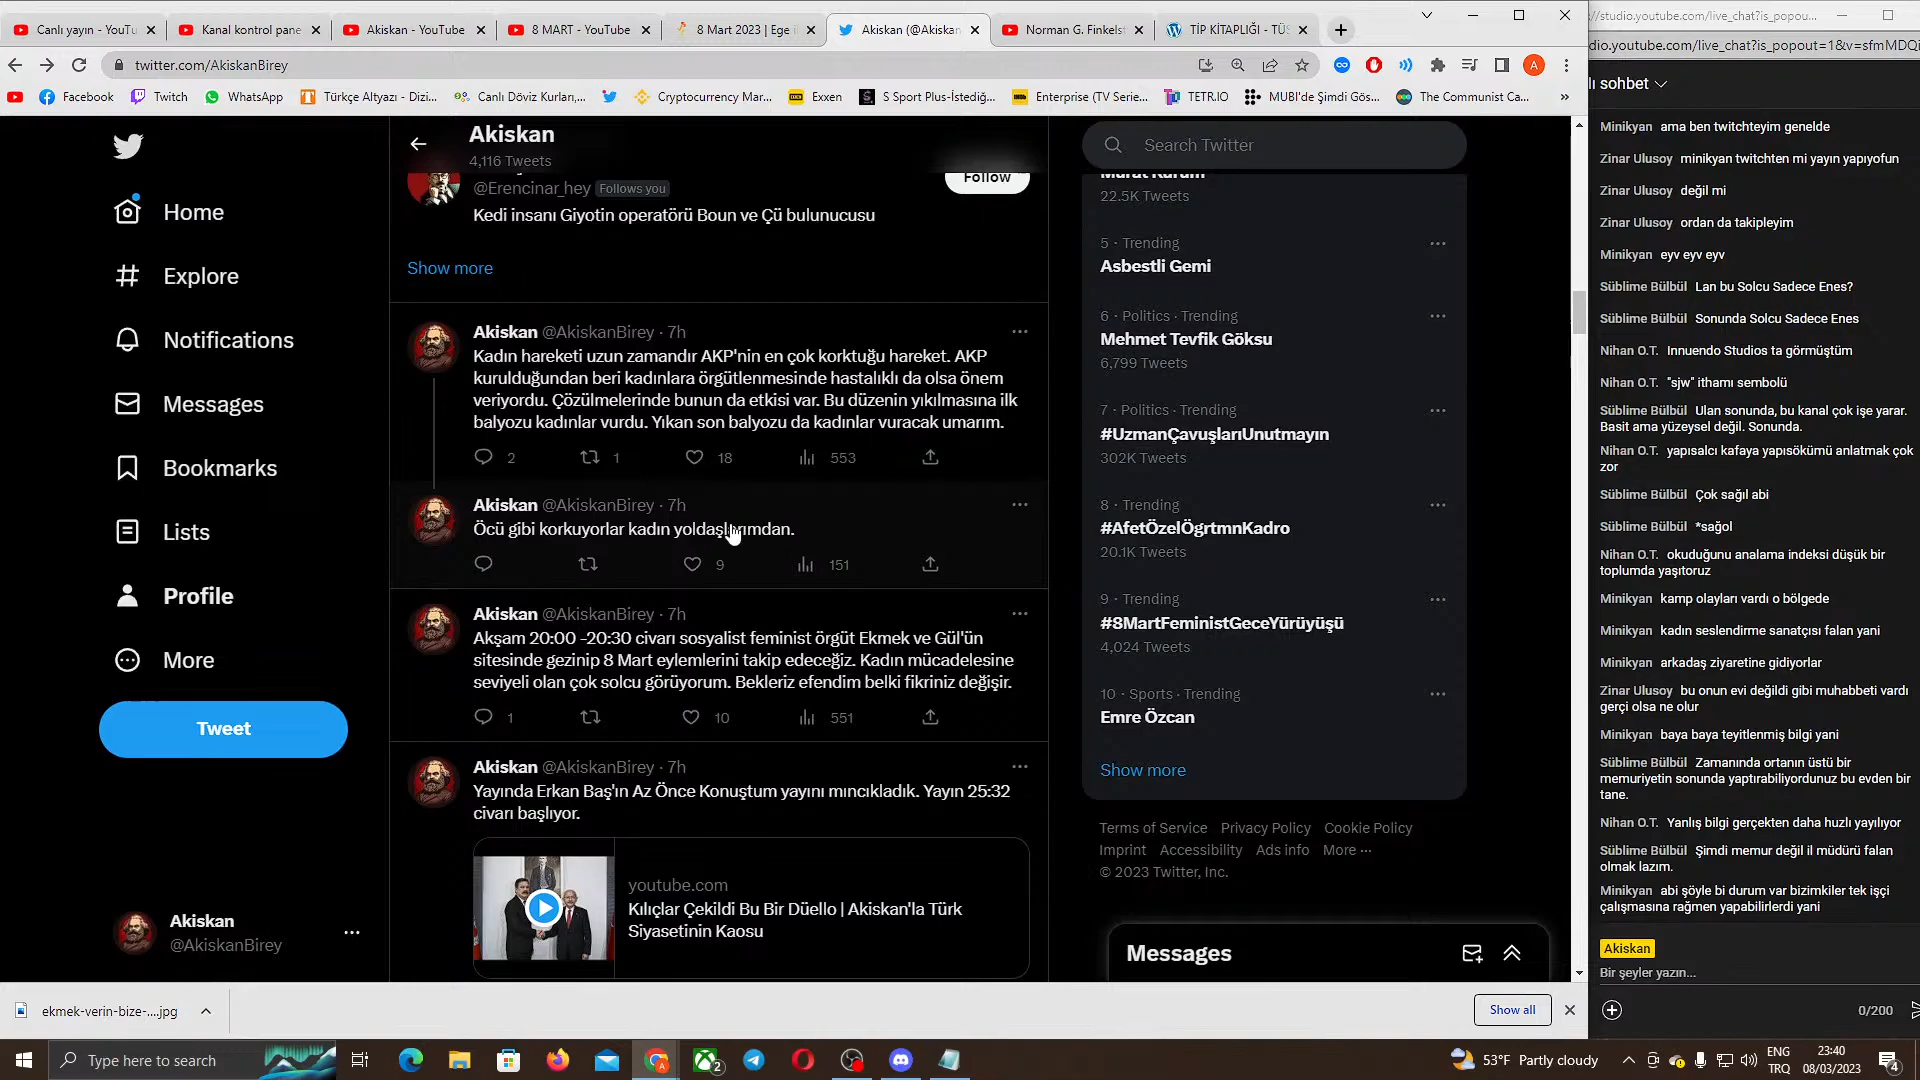 Canlı yayın - YouTu
Kanal kontrol pane
Akiskan - YouTube
8 MART - YouTube
8 Mart 2023 | Ege i
Akiskan (@Akiskan
Norman G. Finkelst
TİP KİTAPLIĞI - TÜS
//studio.youtube.com/live_chat?is_popou...
twitter.com/AkiskanBirey
dio.youtube.com/live_chat?is_popout=1&v=sfmMDQi
Facebook
Twitch
WhatsApp
Türkçe Altyazı - Dizi...
Canlı Döviz Kurları,...
Cryptocurrency Mar...
Exxen
S Sport Plus-İstediğ...
Enterprise (TV Serie...
TETR.IO
MUBI'de Şimdi Gös...
The Communist Ca...
»
Home
Explore
Notifications
Messages
Bookmarks
Lists
Profile
More
Tweet
Akiskan
@AkiskanBirey
Akiskan
4,116 Tweets
@Erencinar_hey Follows you
Follow
Kedi insanı Giyotin operatörü Boun ve Çü bulunucusu
Show more
Akiskan @AkiskanBirey · 7h
Kadın hareketi uzun zamandır AKP'nin en çok korktuğu hareket. AKP
kurulduğundan beri kadınlara örgütlenmesinde hastalıklı da olsa önem
veriyordu. Çözülmelerinde bunun da etkisi var. Bu düzenin yıkılmasına ilk
balyozu kadınlar vurdu. Yıkan son balyozu da kadınlar vuracak umarım.
2 1 18 553
Akiskan @AkiskanBirey · 7h
Öcü gibi korkuyorlar kadın yoldaşlarımdan.
9 151
Akiskan @AkiskanBirey · 7h
Akşam 20:00 -20:30 civarı sosyalist feminist örgüt Ekmek ve Gül'ün
sitesinde gezinip 8 Mart eylemlerini takip edeceğiz. Kadın mücadelesine
seviyeli olan çok solcu görüyorum. Bekleriz efendim belki fikriniz değişir.
1 10 551
Akiskan @AkiskanBirey · 7h
Yayında Erkan Baş'ın Az Önce Konuştum yayını mıncıkladık. Yayın 25:32
civarı başlıyor.
youtube.com
Kılıçlar Çekildi Bu Bir Düello | Akiskan'la Türk
Siyasetinin Kaosu
Search Twitter
Murat Kurum
22.5K Tweets
5 · Trending
Asbestli Gemi
6 · Politics · Trending
Mehmet Tevfik Göksu
6,799 Tweets
7 · Politics · Trending
#UzmanÇavuşlarıUnutmayın
302K Tweets
8 · Trending
#AfetÖzelÖgrtmnKadro
20.1K Tweets
9 · Trending
#8MartFeministGeceYürüyüşü
4,024 Tweets
10 · Sports · Trending
Emre Özcan
Show more
Terms of Service Privacy Policy Cookie Policy
Imprint Accessibility Ads info More ···
© 2023 Twitter, Inc.
Messages
lı sohbet
Minikyan ama ben twitchteyim genelde
Zinar Ulusoy minikyan twitchten mi yayın yapıyofun
Zinar Ulusoy değil mi
Zinar Ulusoy ordan da takipleyim
Minikyan eyv eyv eyv
Süblime Bülbül Lan bu Solcu Sadece Enes?
Süblime Bülbül Sonunda Solcu Sadece Enes
Nihan O.T. Innuendo Studios ta görmüştüm
Nihan O.T. "sjw" ithamı sembolü
Süblime Bülbül Ulan sonunda, bu kanal çok işe yarar.
Basit ama yüzeysel değil. Sonunda.
Nihan O.T. yapısalcı kafaya yapısökümü anlatmak çok
zor
Süblime Bülbül Çok sağıl abi
Süblime Bülbül *sağol
Nihan O.T. okuduğunu analama indeksi düşük bir
toplumda yaşıtoruz
Minikyan kamp olayları vardı o bölgede
Minikyan kadın seslendirme sanatçısı falan yani
Minikyan arkadaş ziyaretine gidiyorlar
Zinar Ulusoy bu onun evi değildi gibi muhabbeti vardı
gerçi olsa ne olur
Minikyan baya baya teyitlenmiş bilgi yani
Süblime Bülbül Zamanında ortanın üstü bir
memuriyetin sonunda yaptırabiliyordunuz bu evden bir
tane.
Nihan O.T. Yanlış bilgi gerçekten daha huzlı yayılıyor
Süblime Bülbül Şimdi memur değil il müdürü falan
olmak lazım.
Minikyan abi şöyle bi durum var bizimkiler tek işçi
çalışmasına rağmen yapabilirlerdi yani
Akiskan
Bir şeyler yazın...
0/200
ekmek-verin-bize-....jpg
Show all
Type here to search
2
53°F Partly cloudy
ENG
TRQ
23:40
08/03/2023
4